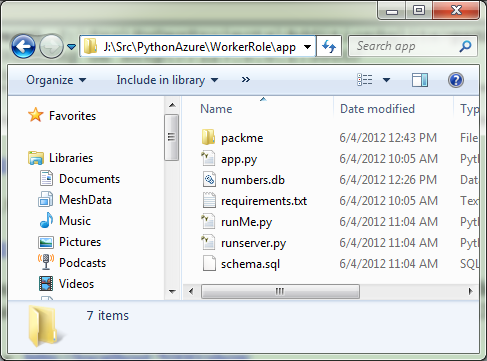 J:\Src\PythonAzure\WorkerRole\app
Search app
Organize
Include in library
»
Name
Date modified
Typ
Favorites
Libraries
Documents
MeshData
Music
Pictures
Podcasts
Videos
packme 6/4/2012 12:43 PM File
app.py 6/4/2012 10:05 AM Pyth
numbers.db 6/4/2012 12:26 PM Data
requirements.txt 6/4/2012 10:05 AM Text
runMe.py 6/4/2012 11:04 AM Pyth
runserver.py 6/4/2012 11:04 AM Pyth
schema.sql 6/4/2012 11:04 AM SQL
7 items